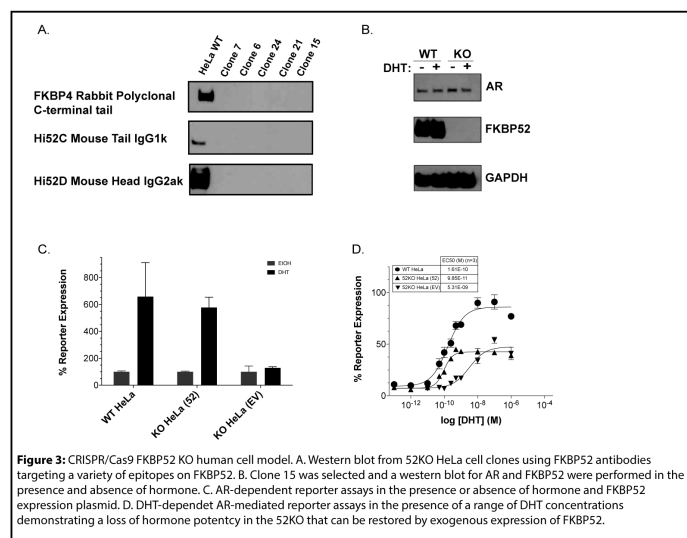 A.
HeLa WT
Clone 7
Clone 6
Clone 24
Clone 21
Clone 15
FKBP4 Rabbit Polyclonal
C-terminal tail
Hi52C Mouse Tail IgG1k
Hi52D Mouse Head IgG2ak
B.
WT KO
DHT: - + - +
AR
FKBP52
GAPDH
C.
EtOH
DHT
% Reporter Expression
800
600
400
200
0
WT HeLa
KO HeLa (52)
KO HeLa (EV)
D.
EC50 (M) (n=3)
WT HeLa 1.61E-10
52KO HeLa (52) 9.85E-11
52KO HeLa (EV) 5.31E-09
% Reporter Expression
100
50
0
10-12 10-10 10-8 10-6 10-4
log [DHT] (M)
Figure 3: CRISPR/Cas9 FKBP52 KO human cell model. A. Western blot from 52KO HeLa cell clones using FKBP52 antibodies
targeting a variety of epitopes on FKBP52. B. Clone 15 was selected and a western blot for AR and FKBP52 were performed in the
presence and absence of hormone. C. AR-dependent reporter assays in the presence or absence of hormone and FKBP52
expression plasmid. D. DHT-dependet AR-mediated reporter assays in the presence of a range of DHT concentrations
demonstrating a loss of hormone potentcy in the 52KO that can be restored by exogenous expression of FKBP52.